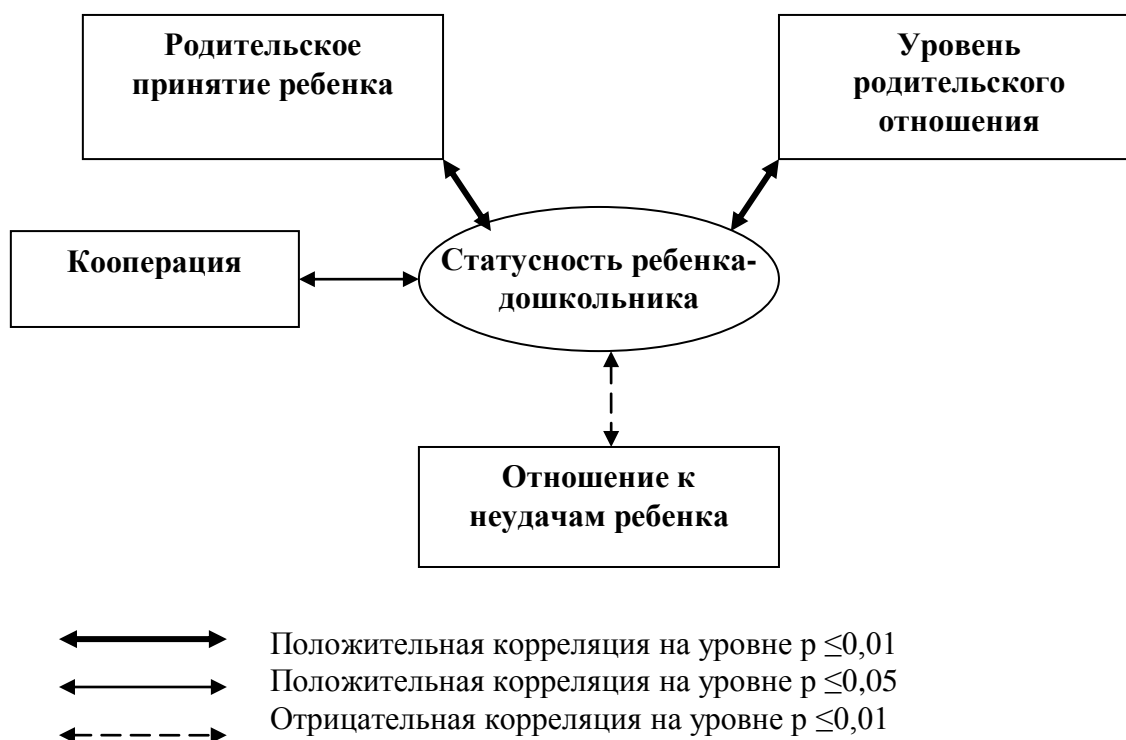 Родительское
принятие ребенка
Уровень
родительского
отношения
Кооперация
Статусность ребенка-
дошкольника
Отношение к
неудачам ребенка
Положительная корреляция на уровне p ≤0,01
Положительная корреляция на уровне p ≤0,05
Отрицательная корреляция на уровне p ≤0,01